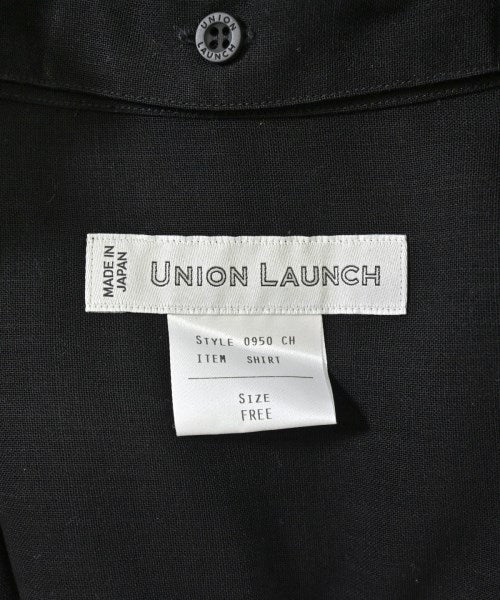 UNION
LAUNCH
MADE IN
JAPAN
UNION LAUNCH
STYLE 0950 CH
ITEM SHIRT
SIZE
FREE